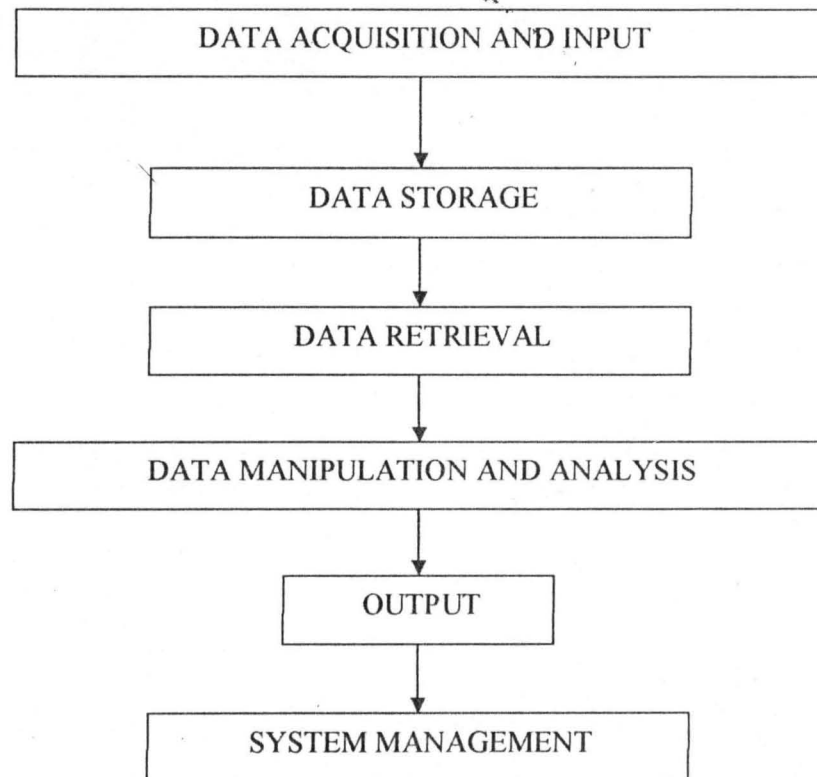 DATA ACQUISITION AND INPUT
DATA STORAGE
DATA RETRIEVAL
DATA MANIPULATION AND ANALYSIS
OUTPUT
SYSTEM MANAGEMENT